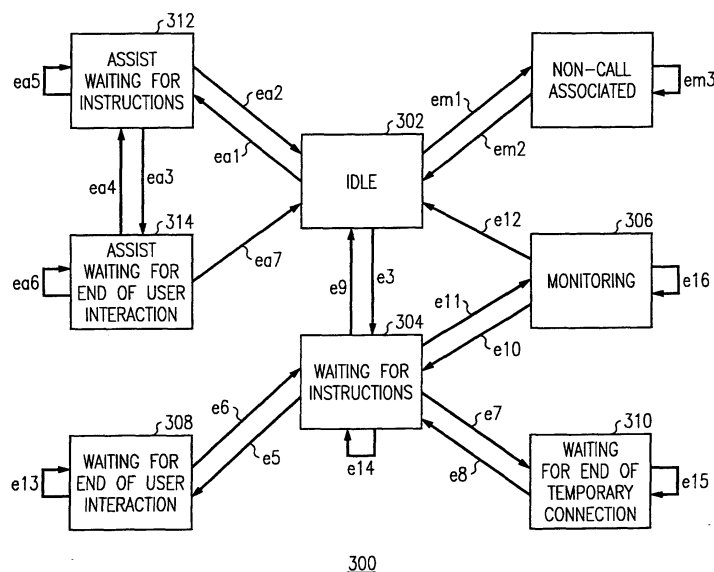 312
ASSIST
WAITING FOR
INSTRUCTIONS
ea5
ea2
ea1
302
IDLE
em1
em2
NON-CALL
ASSOCIATED
em3
ea4
ea3
314
ASSIST
WAITING FOR
END OF USER
INTERACTION
ea6
ea7
e12
306
MONITORING
e16
e9
e3
e11
e10
304
WAITING FOR
INSTRUCTIONS
e14
e6
e5
308
WAITING FOR
END OF USER
INTERACTION
e13
e7
e8
310
WAITING
FOR END OF
TEMPORARY
CONNECTION
e15
300